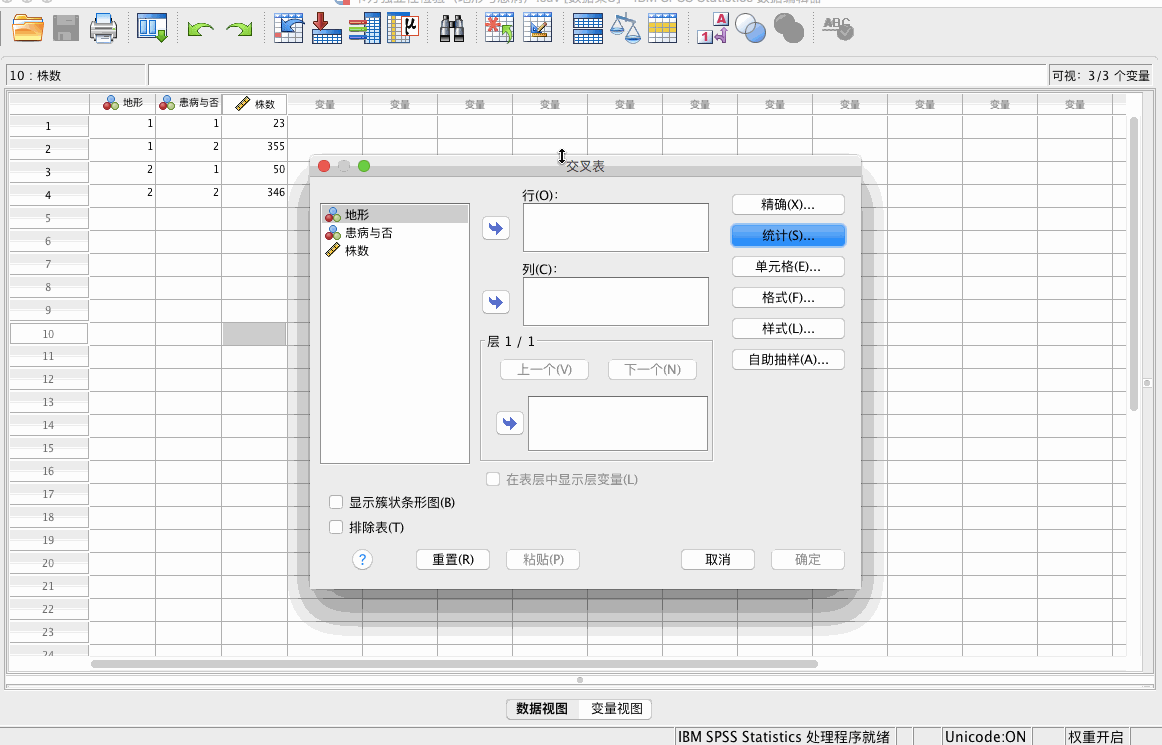 IBM SPSS Statistics 数据编辑器
10 : 株数
可视: 3/3 个变量
地形 患病与否 株数 变量 变量 变量 变量 变量 变量 变量 变量 变量 变量 变量
1 1 1 23
2 1 2 355
3 2 1 50
4 2 2 346
5
6
7
8
9
10
11
12
13
14
15
16
17
18
19
20
21
22
23
24
交叉表
地形
患病与否
株数
行(O):
列(C):
层 1 / 1
上一个(V) 下一个(N)
在表层中显示层变量(L)
显示簇状条形图(B)
排除表(T)
精确(X)...
统计(S)...
单元格(E)...
格式(F)...
样式(L)...
自助抽样(A)...
? 重置(R) 粘贴(P) 取消 确定
数据视图 变量视图
IBM SPSS Statistics 处理程序就绪 Unicode:ON 权重开启